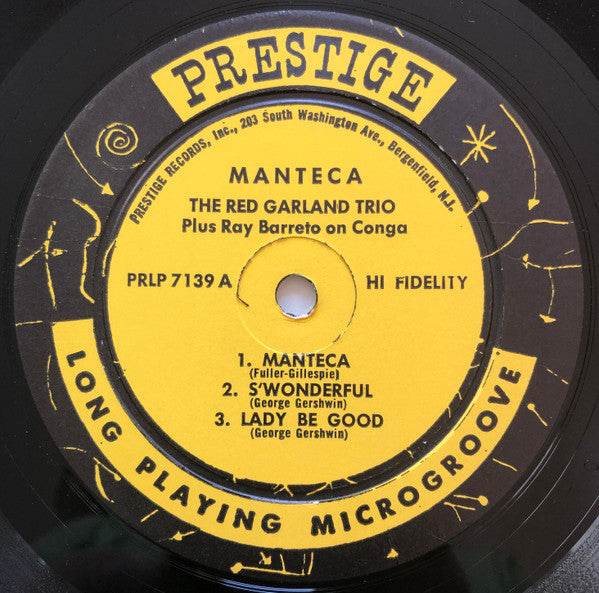 PRESTIGE
PRESTIGE RECORDS, Inc., 203 South Washington Ave., Bergenfield, N.J.
MANTECA
THE RED GARLAND TRIO
Plus Ray Barreto on Conga
PRLP 7139 A
HI FIDELITY
1. MANTECA
(Fuller-Gillespie)
2. S'WONDERFUL
(George Gershwin)
3. LADY BE GOOD
(George Gershwin)
LONG PLAYING MICROGROOVE